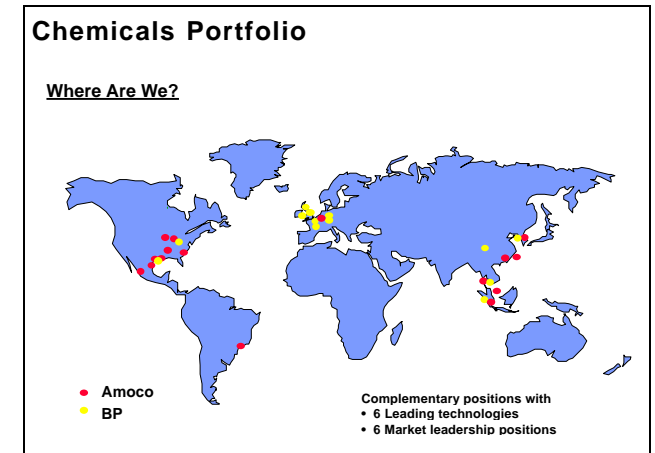 Chemicals Portfolio
Where Are We?
Amoco
BP
Complementary positions with
• 6 Leading technologies
• 6 Market leadership positions